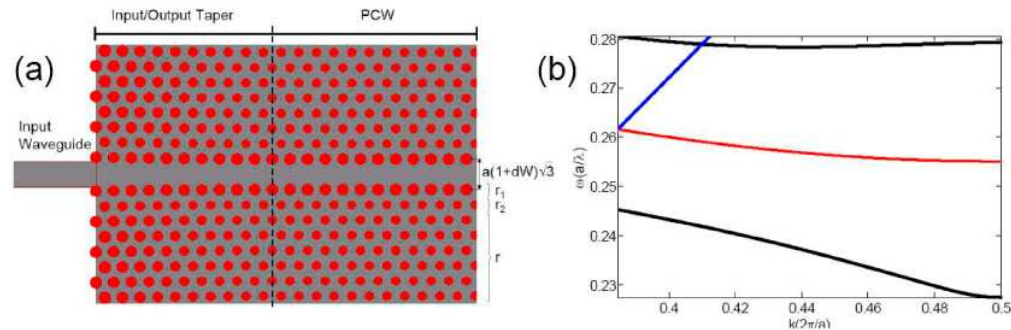 Input/Output Taper
PCW
(a)
Input
Waveguide
a(1+dW)√3
r₁
r₂
r
(b)
0.28
0.27
0.26
0.25
0.24
0.23
ω(a/λ)
0.4
0.42
0.44
0.46
0.48
0.5
k(2π/a)